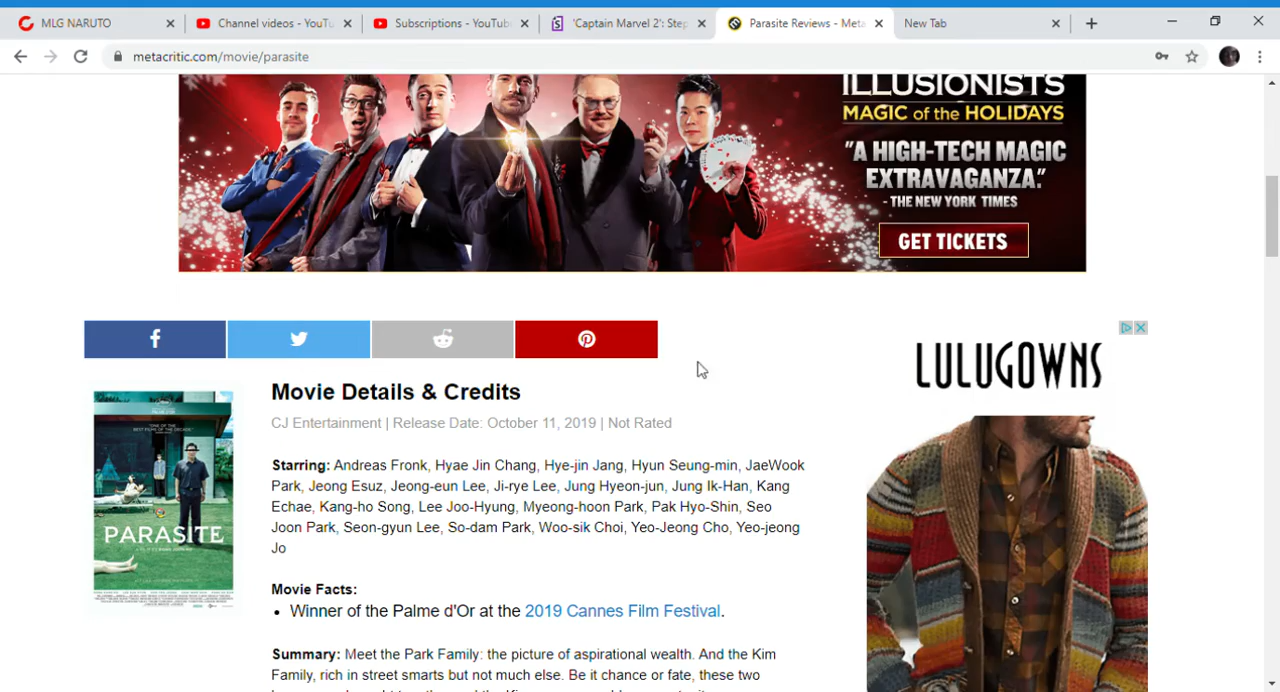 MLG NARUTO
Channel videos - YouTu
Subscriptions - YouTube
'Captain Marvel 2': Step
Parasite Reviews - Meta
New Tab
metacritic.com/movie/parasite
ILLUSIONISTS
MAGIC of the HOLIDAYS
"A HIGH-TECH MAGIC
EXTRAVAGANZA."
- THE NEW YORK TIMES
GET TICKETS
LULUGOWNS
Movie Details & Credits
CJ Entertainment | Release Date: October 11, 2019 | Not Rated
Starring: Andreas Fronk, Hyae Jin Chang, Hye-jin Jang, Hyun Seung-min, JaeWook
Park, Jeong Esuz, Jeong-eun Lee, Ji-rye Lee, Jung Hyeon-jun, Jung Ik-Han, Kang
Echae, Kang-ho Song, Lee Joo-Hyung, Myeong-hoon Park, Pak Hyo-Shin, Seo
Joon Park, Seon-gyun Lee, So-dam Park, Woo-sik Choi, Yeo-Jeong Cho, Yeo-jeong
Jo
PARASITE
Movie Facts:
• Winner of the Palme d'Or at the 2019 Cannes Film Festival.
Summary: Meet the Park Family: the picture of aspirational wealth. And the Kim
Family, rich in street smarts but not much else. Be it chance or fate, these two